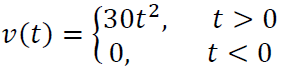 v(t) = {30t², t > 0
0, t < 0